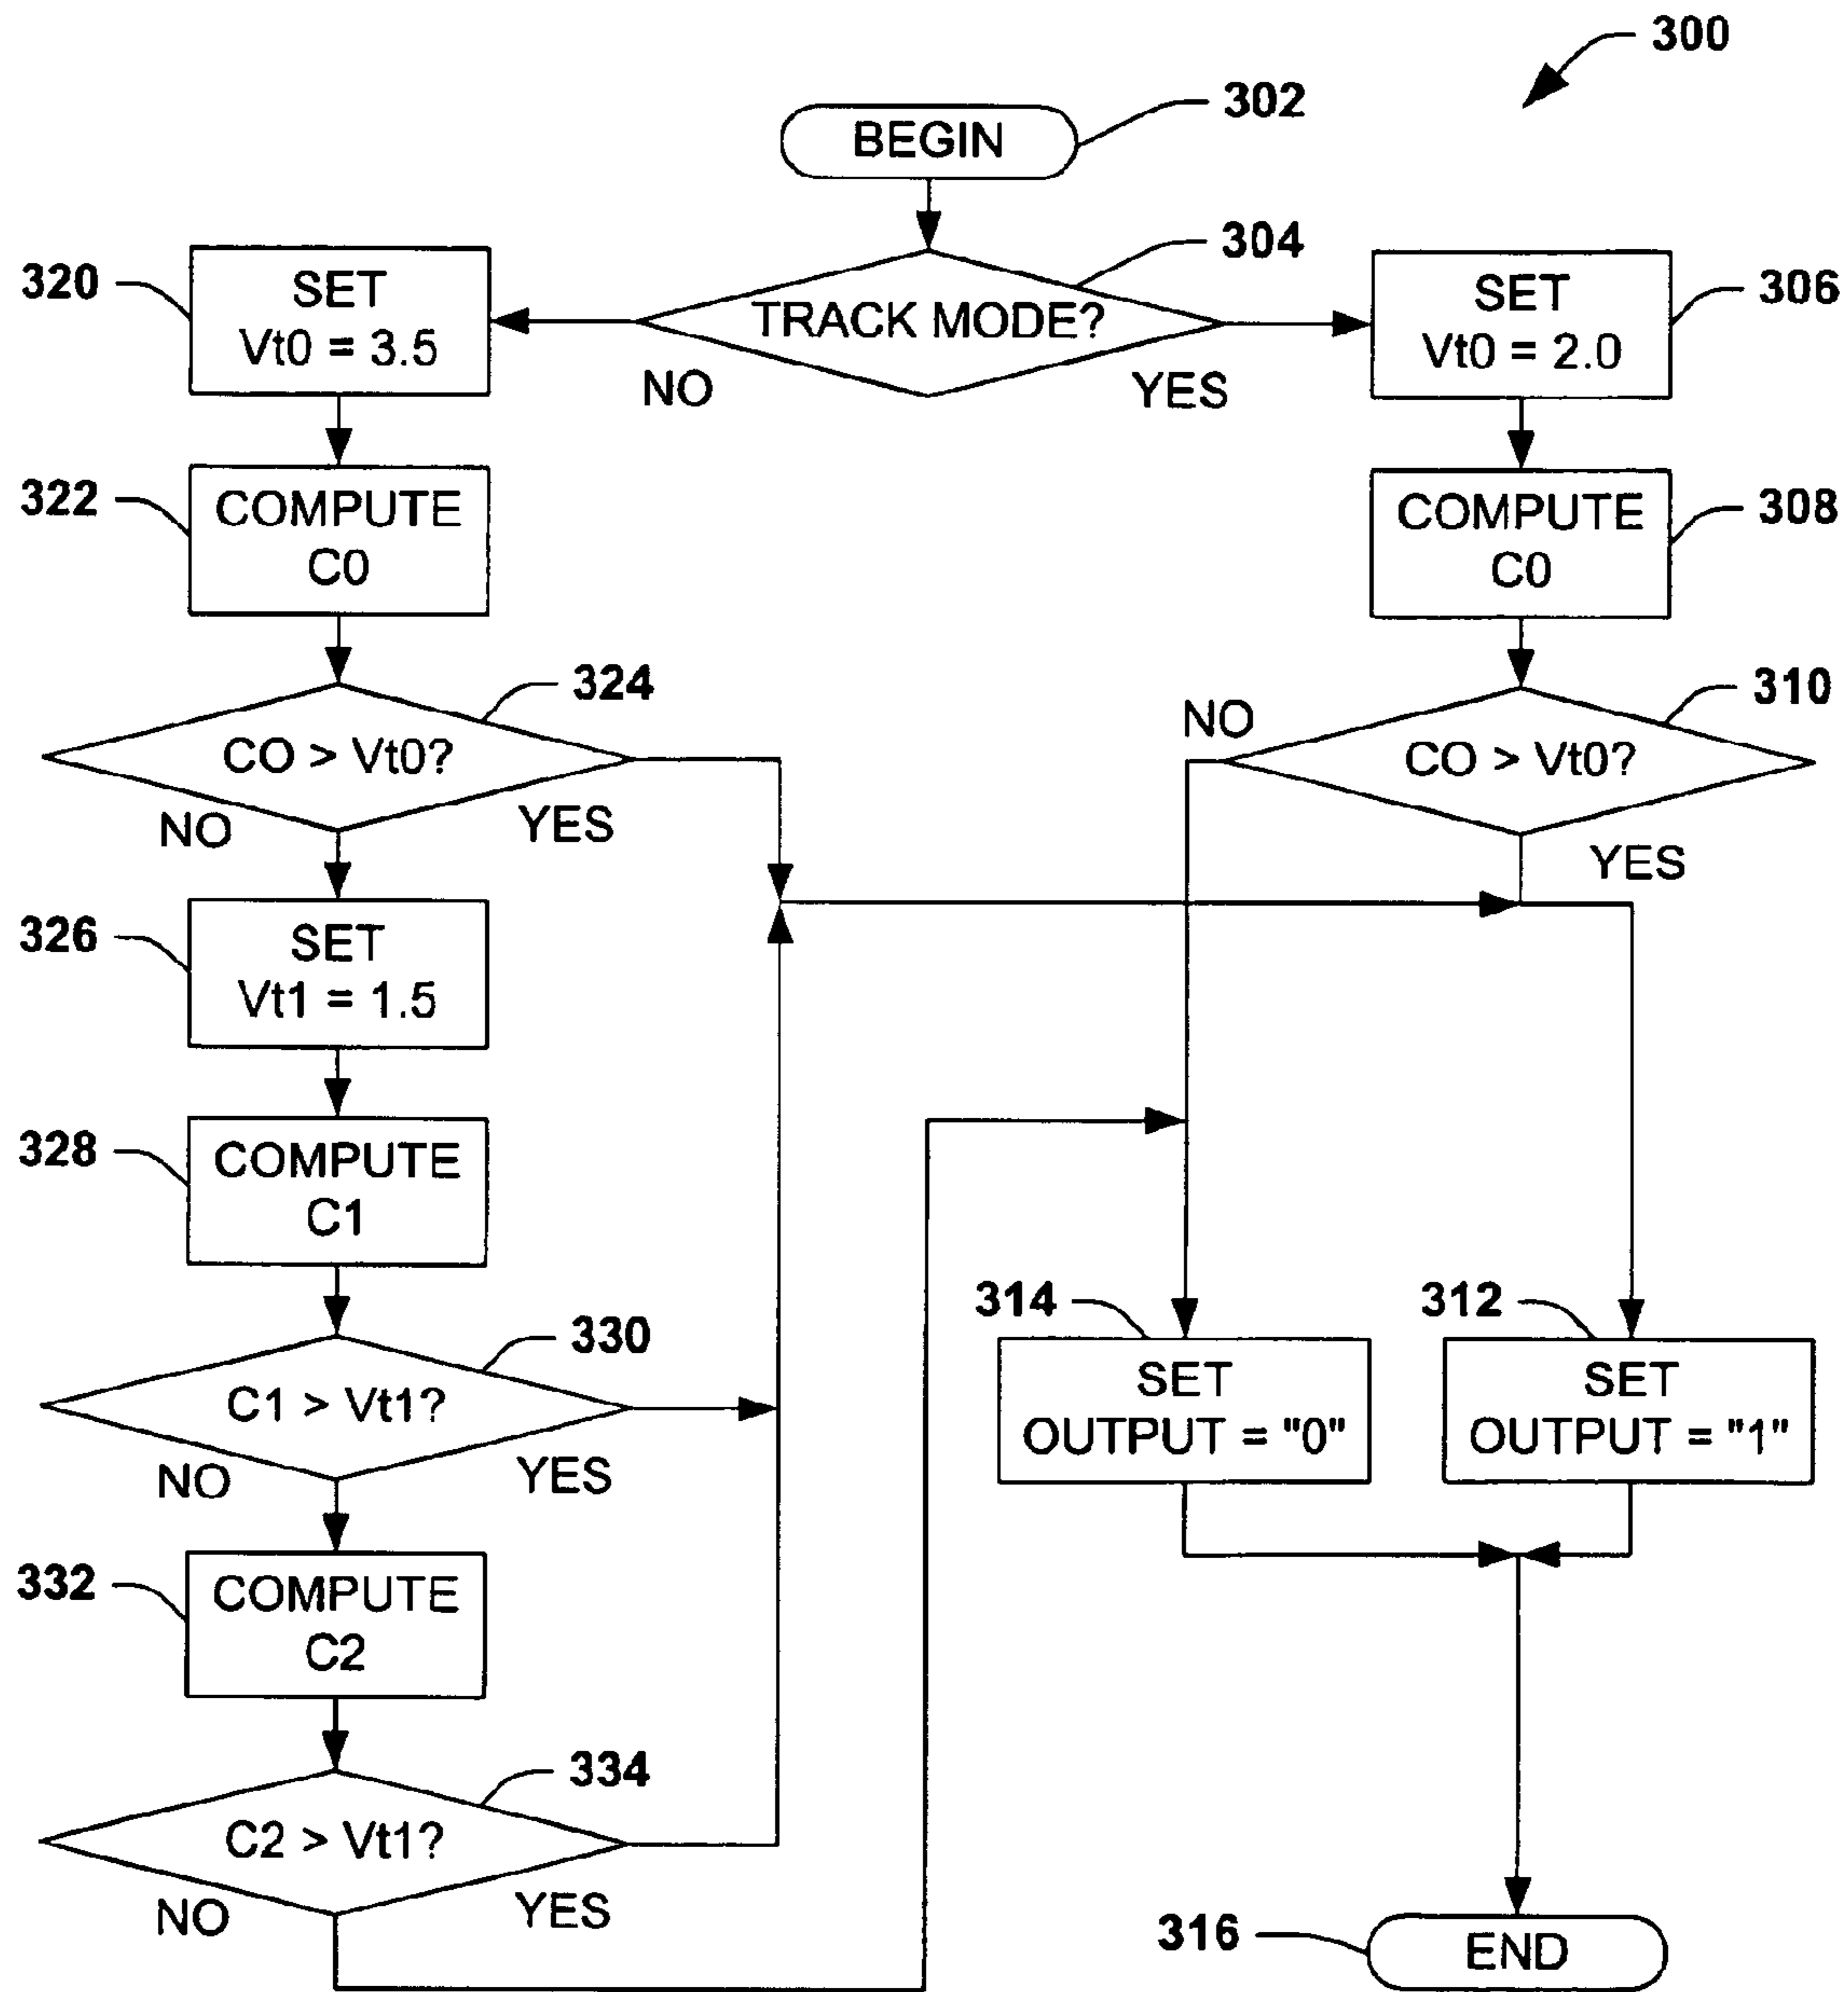 300
302
BEGIN
304
TRACK MODE?
NO
YES
320
SET
Vt0 = 3.5
306
SET
Vt0 = 2.0
322
COMPUTE
C0
308
COMPUTE
C0
324
CO > Vt0?
NO
YES
310
NO
CO > Vt0?
YES
326
SET
Vt1 = 1.5
328
COMPUTE
C1
330
C1 > Vt1?
NO
YES
314
SET
OUTPUT = "0"
312
SET
OUTPUT = "1"
332
COMPUTE
C2
334
C2 > Vt1?
NO
YES
316
END